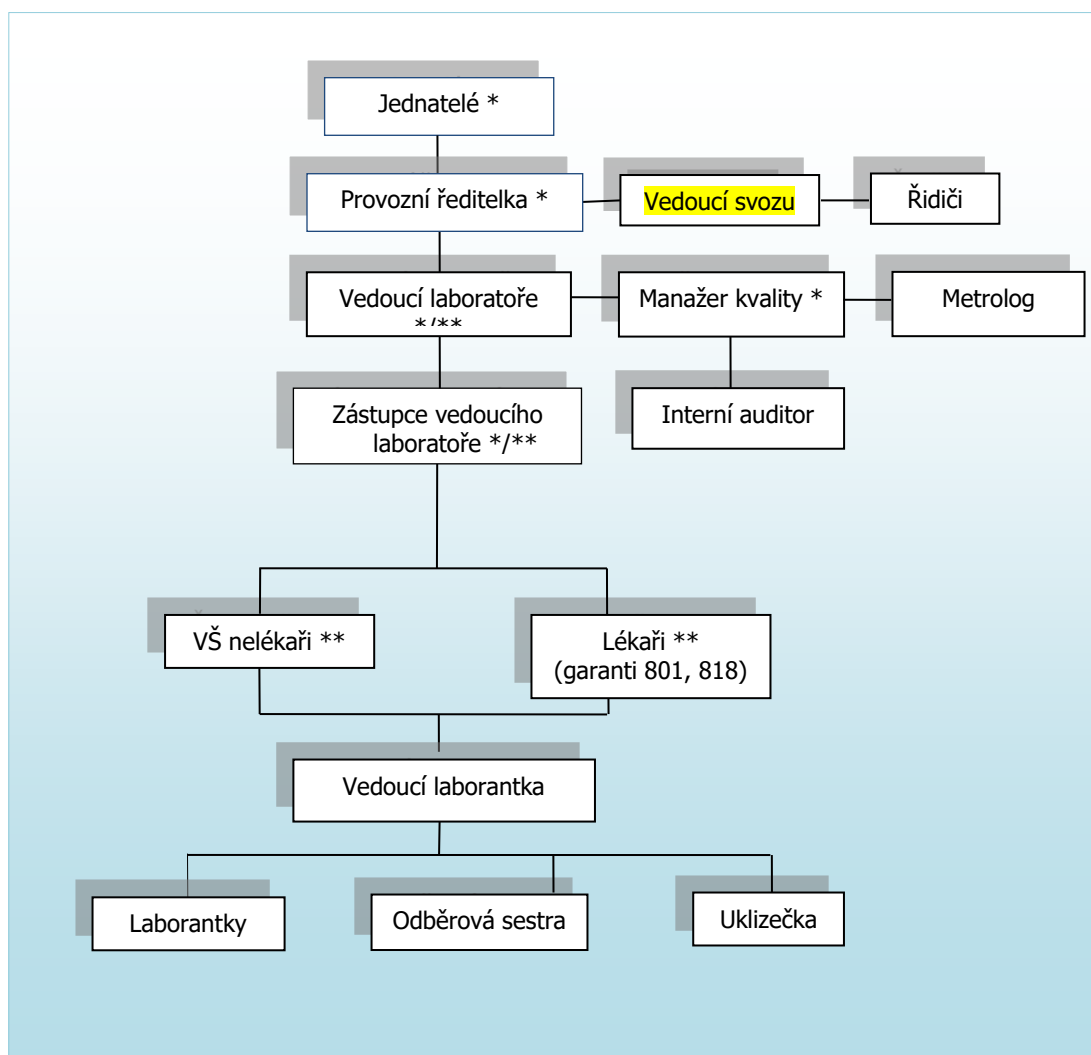 Jednatelé *
Provozní ředitelka *
Vedoucí svozu
Řidiči
Vedoucí laboratoře
*/**
Manažer kvality *
Metrolog
Zástupce vedoucího
laboratoře */**
Interní auditor
VŠ nelékaři **
Lékaři **
(garanti 801, 818)
Vedoucí laborantka
Laborantky
Odběrová sestra
Uklizečka